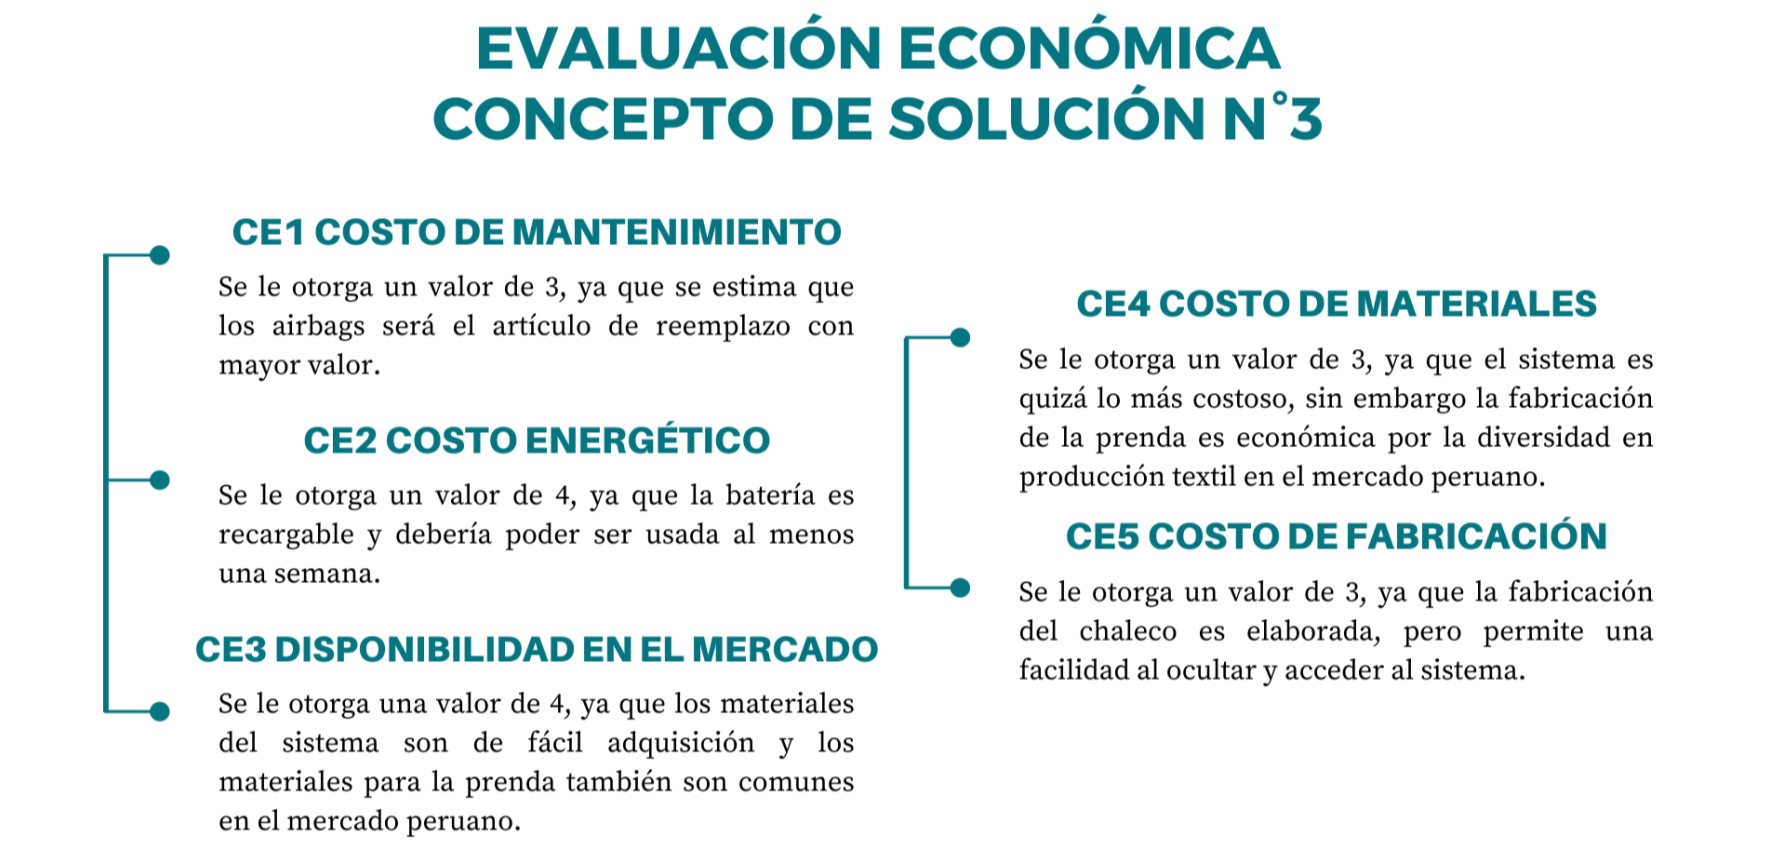 EVALUACIÓN ECONÓMICA
CONCEPTO DE SOLUCIÓN N°3
CE1 COSTO DE MANTENIMIENTO
Se le otorga un valor de 3, ya que se estima que
los airbags será el artículo de reemplazo con
mayor valor.
CE2 COSTO ENERGÉTICO
Se le otorga un valor de 4, ya que la batería es
recargable y debería poder ser usada al menos
una semana.
CE3 DISPONIBILIDAD EN EL MERCADO
Se le otorga una valor de 4, ya que los materiales
del sistema son de fácil adquisición y los
materiales para la prenda también son comunes
en el mercado peruano.
CE4 COSTO DE MATERIALES
Se le otorga un valor de 3, ya que el sistema es
quizá lo más costoso, sin embargo la fabricación
de la prenda es económica por la diversidad en
producción textil en el mercado peruano.
CE5 COSTO DE FABRICACIÓN
Se le otorga un valor de 3, ya que la fabricación
del chaleco es elaborada, pero permite una
facilidad al ocultar y acceder al sistema.